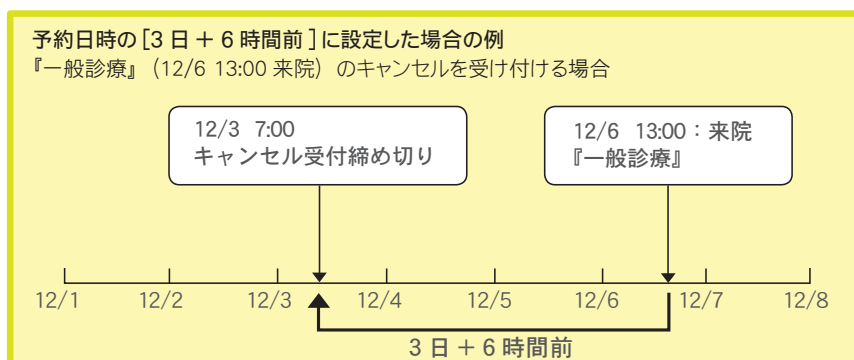 予約日時の［3 日 + 6 時間前］に設定した場合の例
『一般診療』（12/6 13:00 来院）のキャンセルを受け付ける場合
12/3 7:00
キャンセル受付締め切り
12/6 13:00：来院
『一般診療』
12/1 12/2 12/3 12/4 12/5 12/6 12/7 12/8
3 日 + 6 時間前